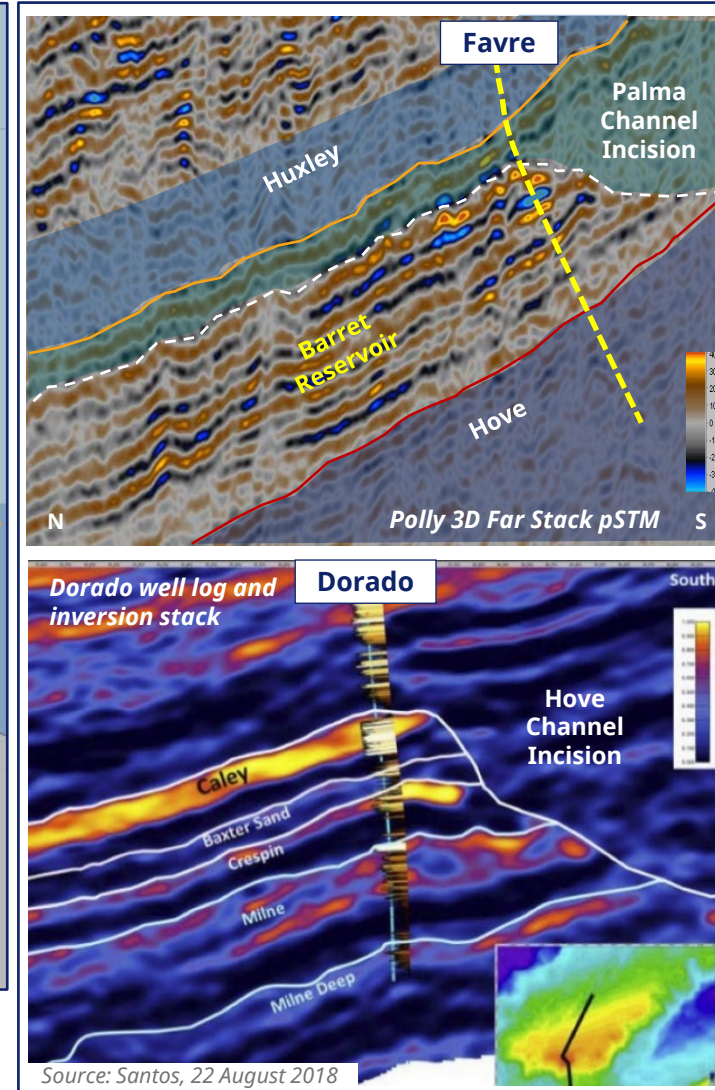 Favre
Palma
Channel
Incision
Huxley
Barret
Reservoir
Hove
N
Polly 3D Far Stack pSTM
S
Dorado well log and
inversion stack
Dorado
South
Hove
Channel
Incision
Caley
Baxter Sand
Crespin
Milne
Milne Deep
Source: Santos, 22 August 2018